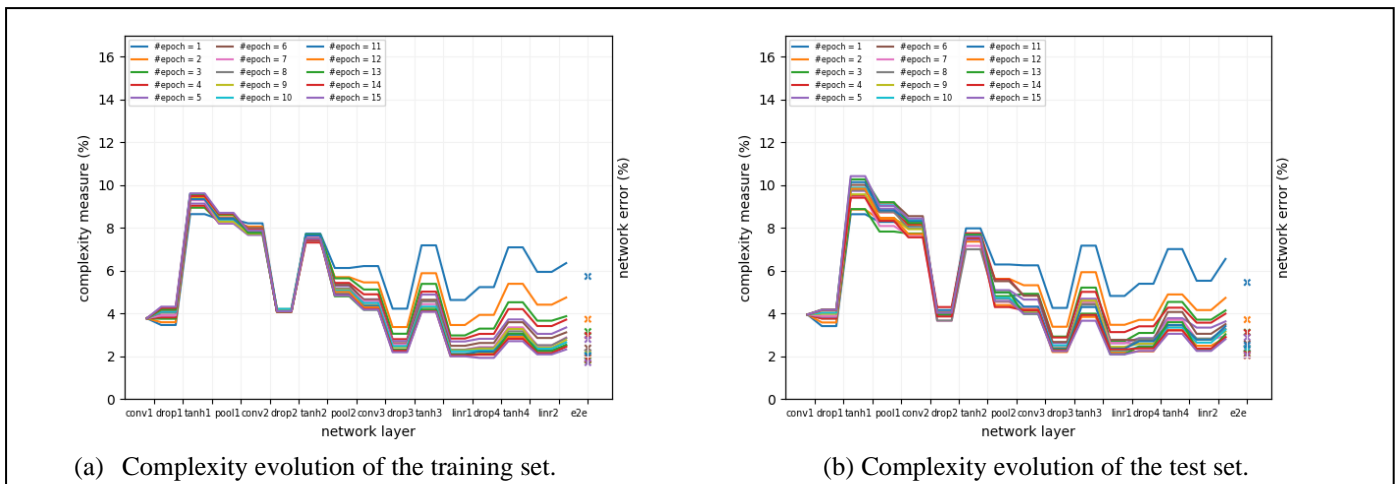 #epoch = 1 #epoch = 6 #epoch = 11
#epoch = 2 #epoch = 7 #epoch = 12
#epoch = 3 #epoch = 8 #epoch = 13
#epoch = 4 #epoch = 9 #epoch = 14
#epoch = 5 #epoch = 10 #epoch = 15
16
14
12
10
8
6
4
2
0
complexity measure (%)
network error (%)
conv1 drop1 tanh1 pool1 conv2 drop2 tanh2 pool2 conv3 drop3 tanh3 linr1 drop4 tanh4 linr2 e2e
network layer
(a) Complexity evolution of the training set.
#epoch = 1 #epoch = 6 #epoch = 11
#epoch = 2 #epoch = 7 #epoch = 12
#epoch = 3 #epoch = 8 #epoch = 13
#epoch = 4 #epoch = 9 #epoch = 14
#epoch = 5 #epoch = 10 #epoch = 15
16
14
12
10
8
6
4
2
0
complexity measure (%)
network error (%)
conv1 drop1 tanh1 pool1 conv2 drop2 tanh2 pool2 conv3 drop3 tanh3 linr1 drop4 tanh4 linr2 e2e
network layer
(b) Complexity evolution of the test set.